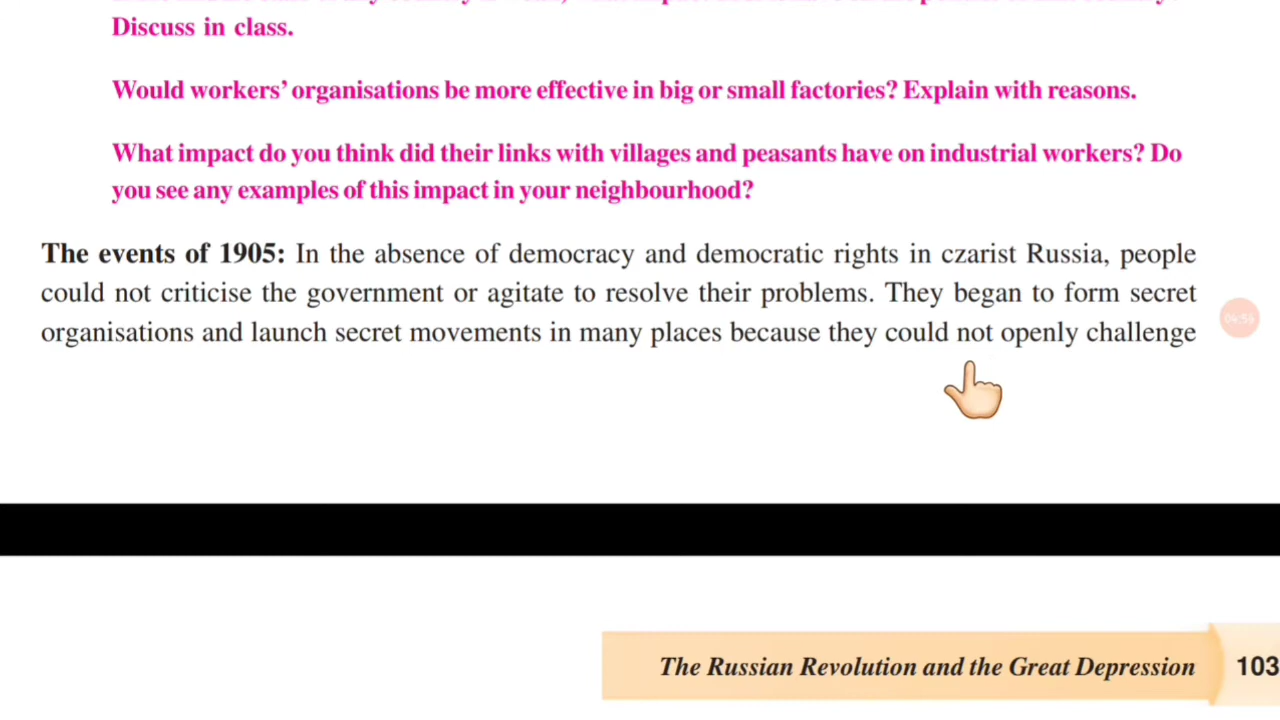 Discuss in class.
Would workers' organisations be more effective in big or small factories? Explain with reasons.
What impact do you think did their links with villages and peasants have on industrial workers? Do
you see any examples of this impact in your neighbourhood?
The events of 1905: In the absence of democracy and democratic rights in czarist Russia, people
could not criticise the government or agitate to resolve their problems. They began to form secret
organisations and launch secret movements in many places because they could not openly challenge
04:56
The Russian Revolution and the Great Depression 103